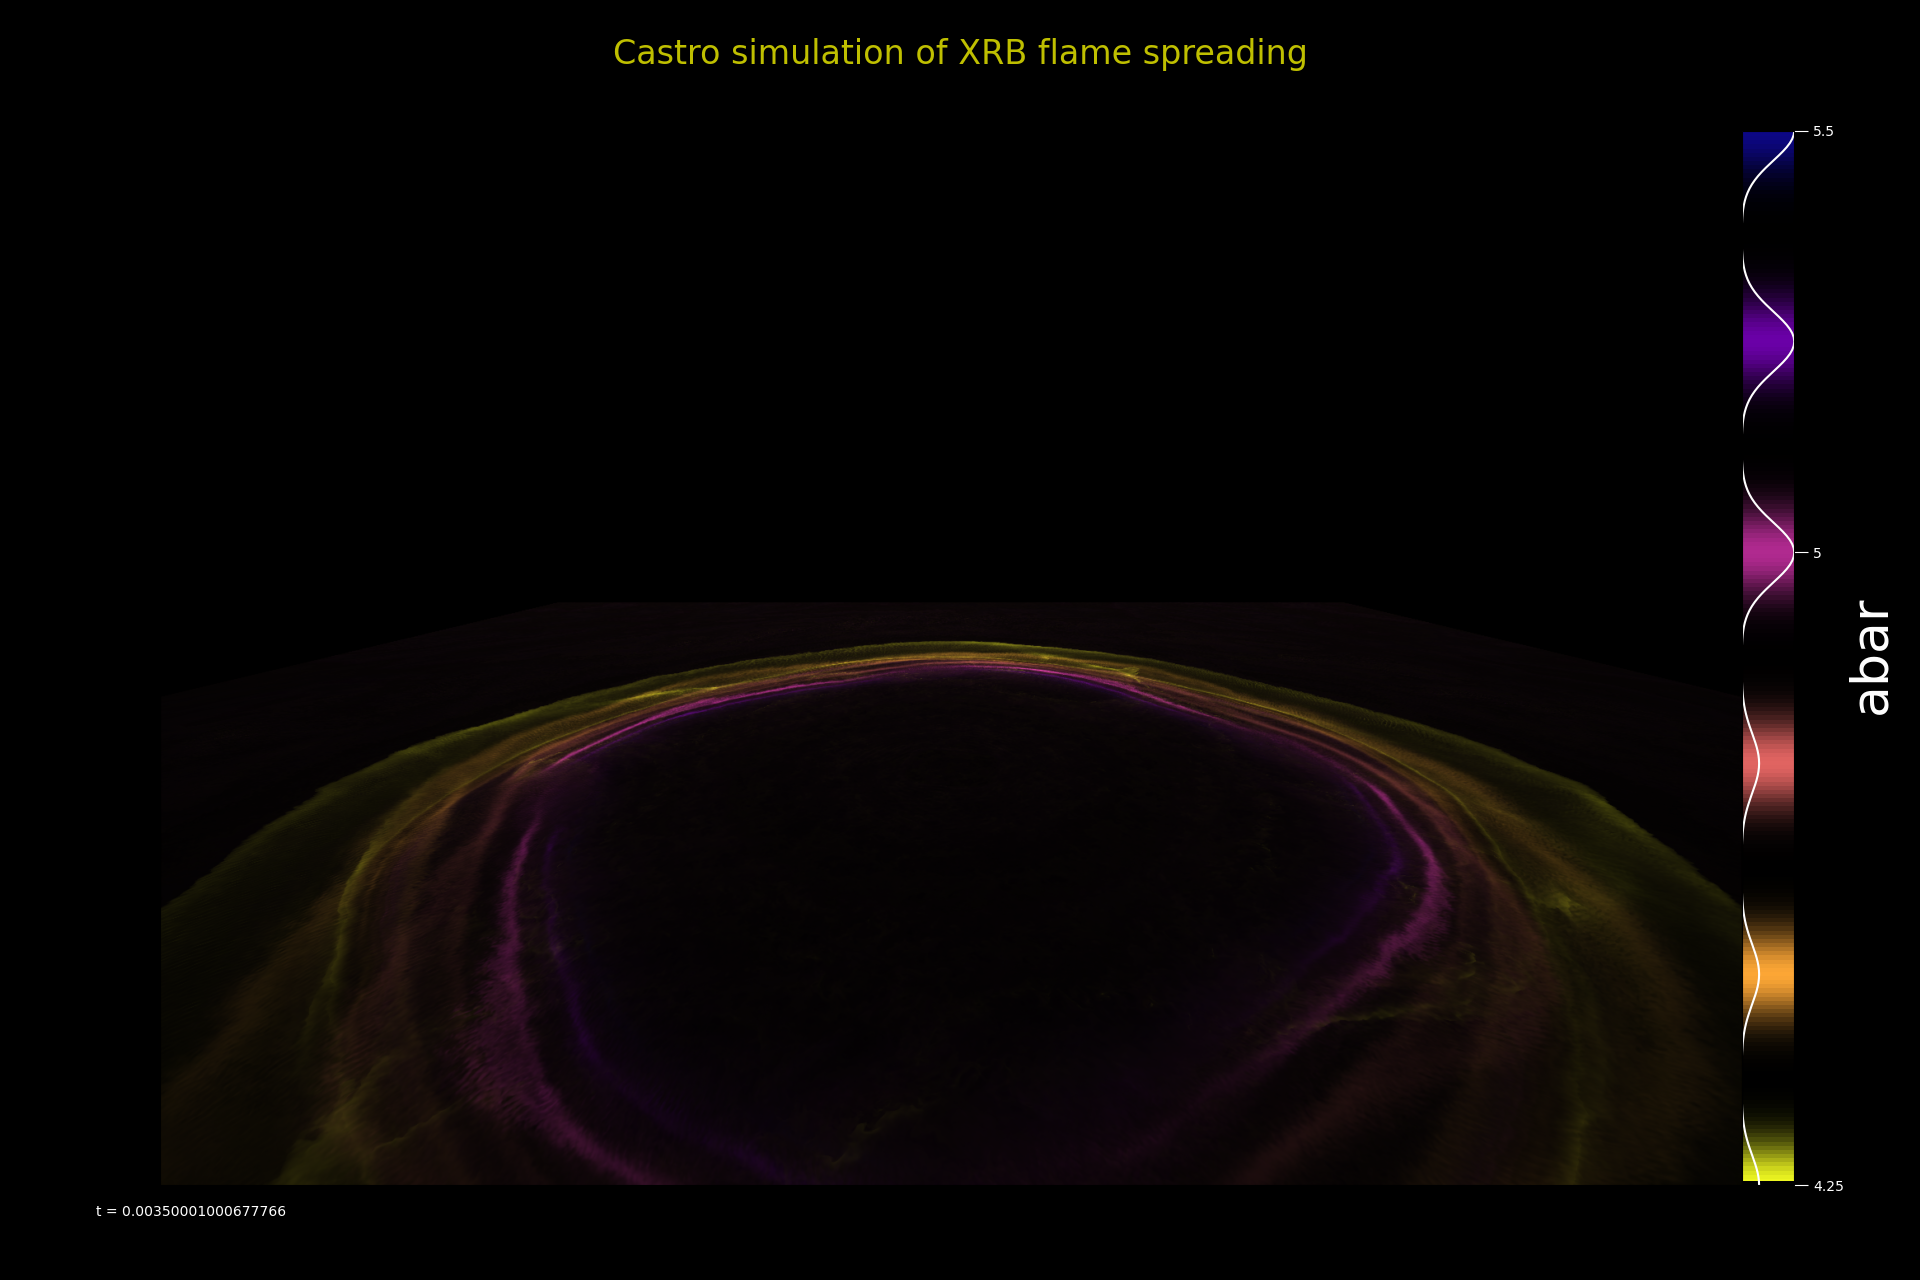 Castro simulation of XRB flame spreading
5.5
5
abar
4.25
t = 0.00350001000677766